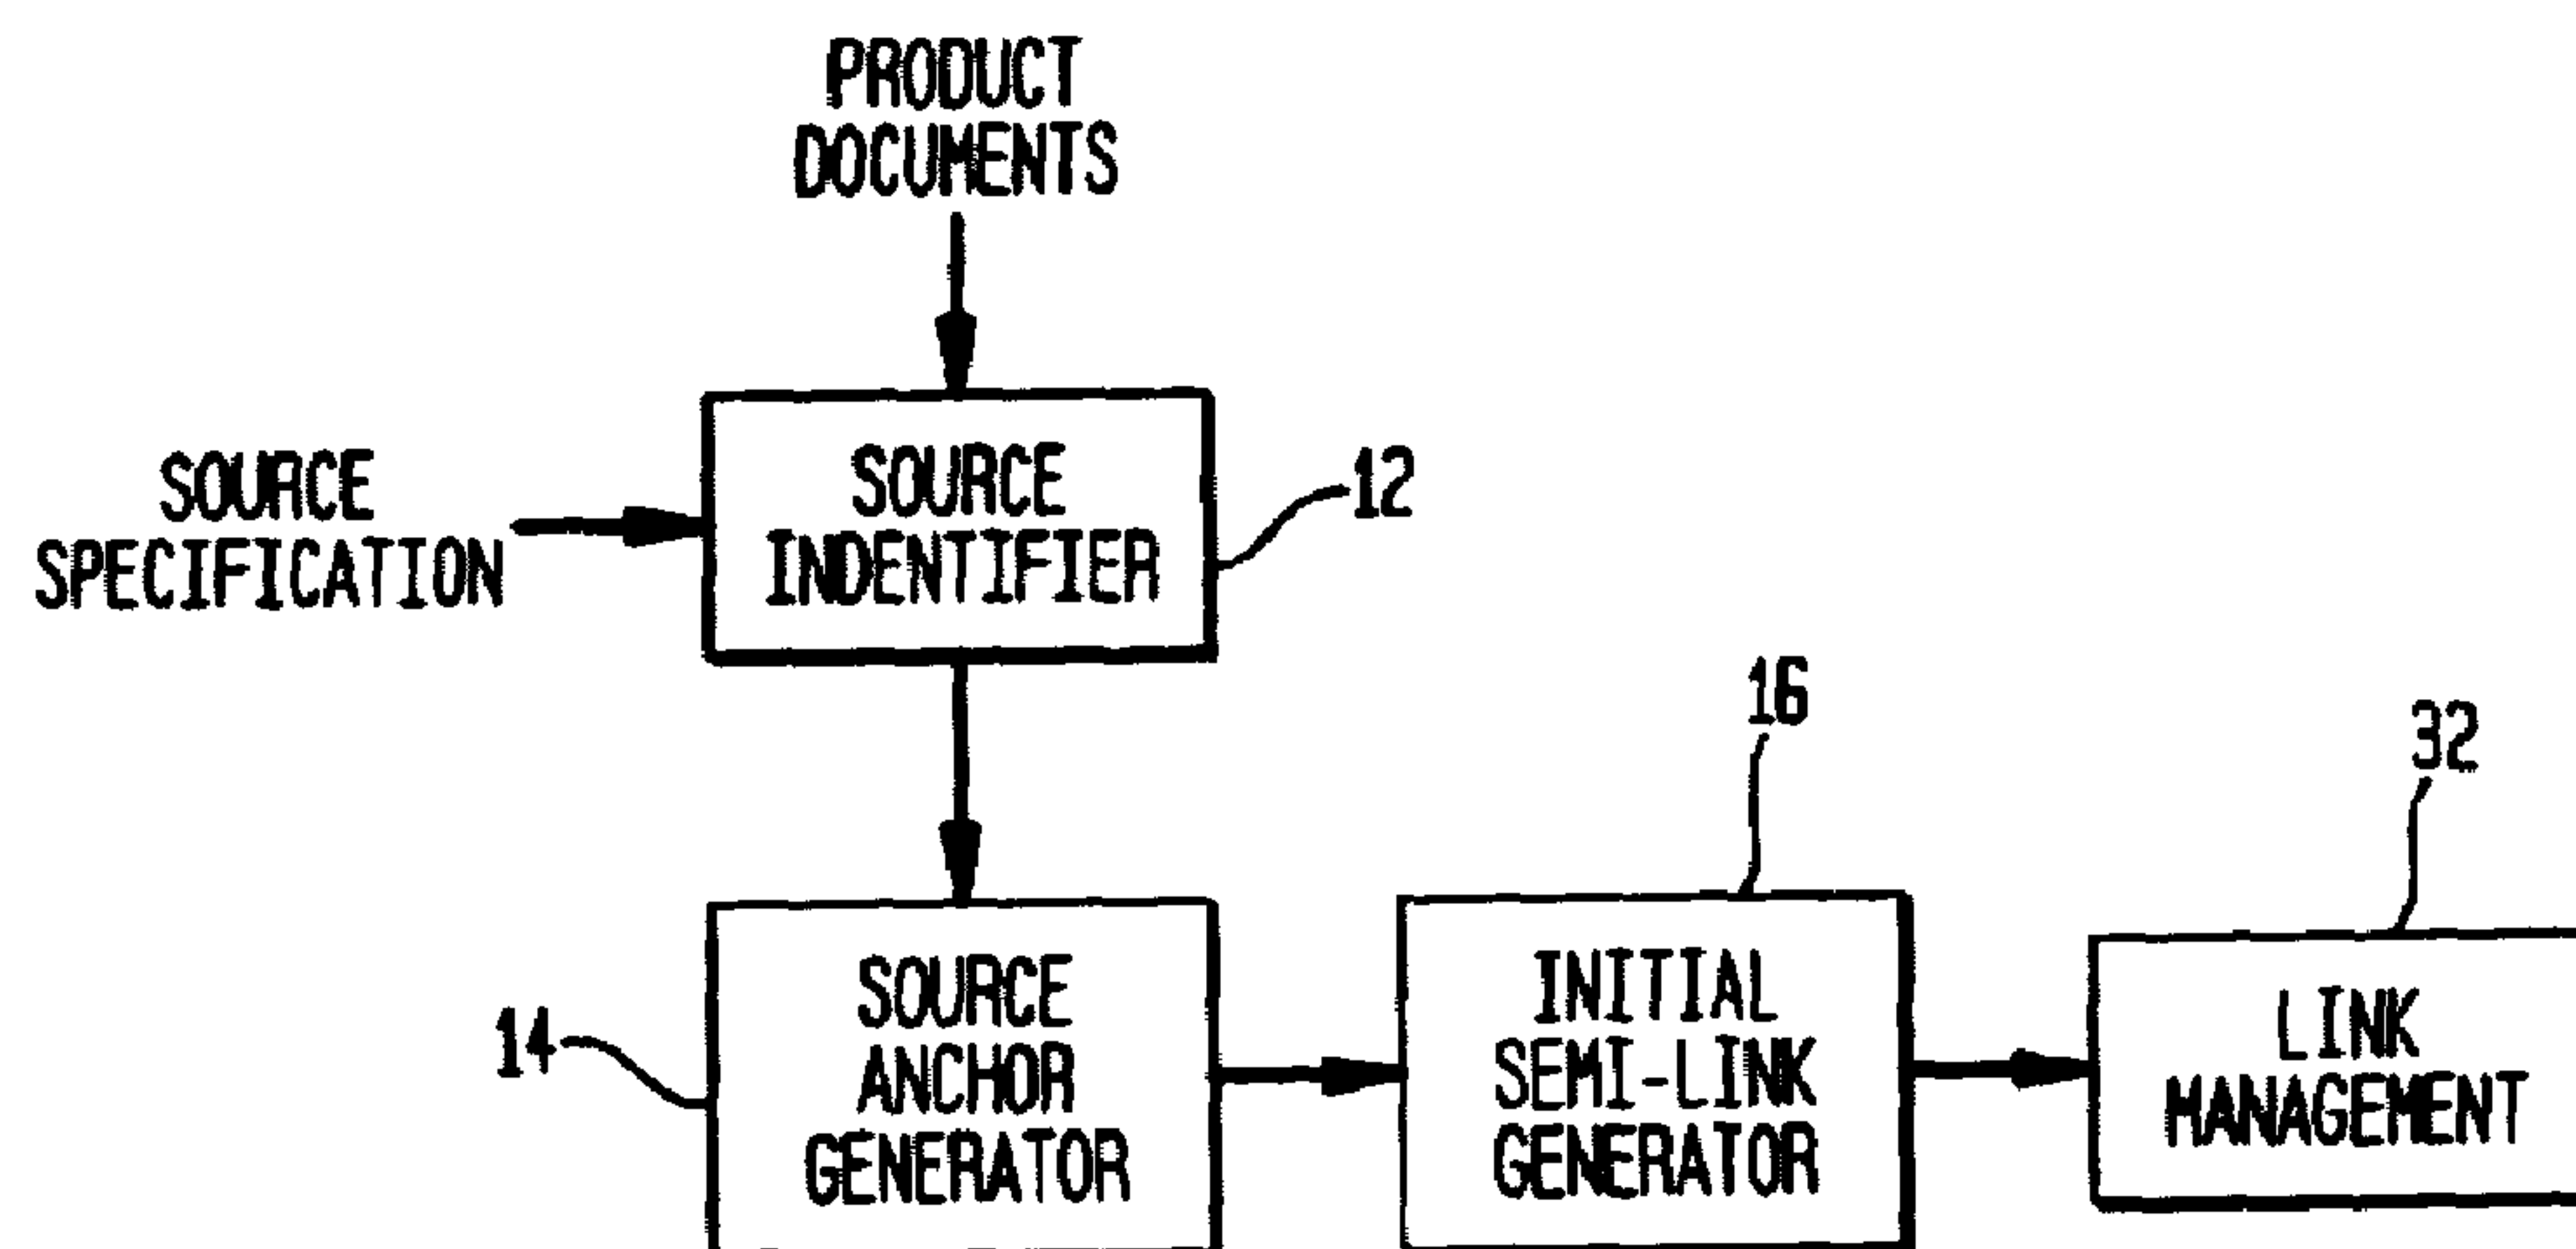 PRODUCT
DOCUMENTS
SOURCE
SPECIFICATION
SOURCE
INDENTIFIER
12
16
32
14
SOURCE
ANCHOR
GENERATOR
INITIAL
SEMI-LINK
GENERATOR
LINK
MANAGEMENT